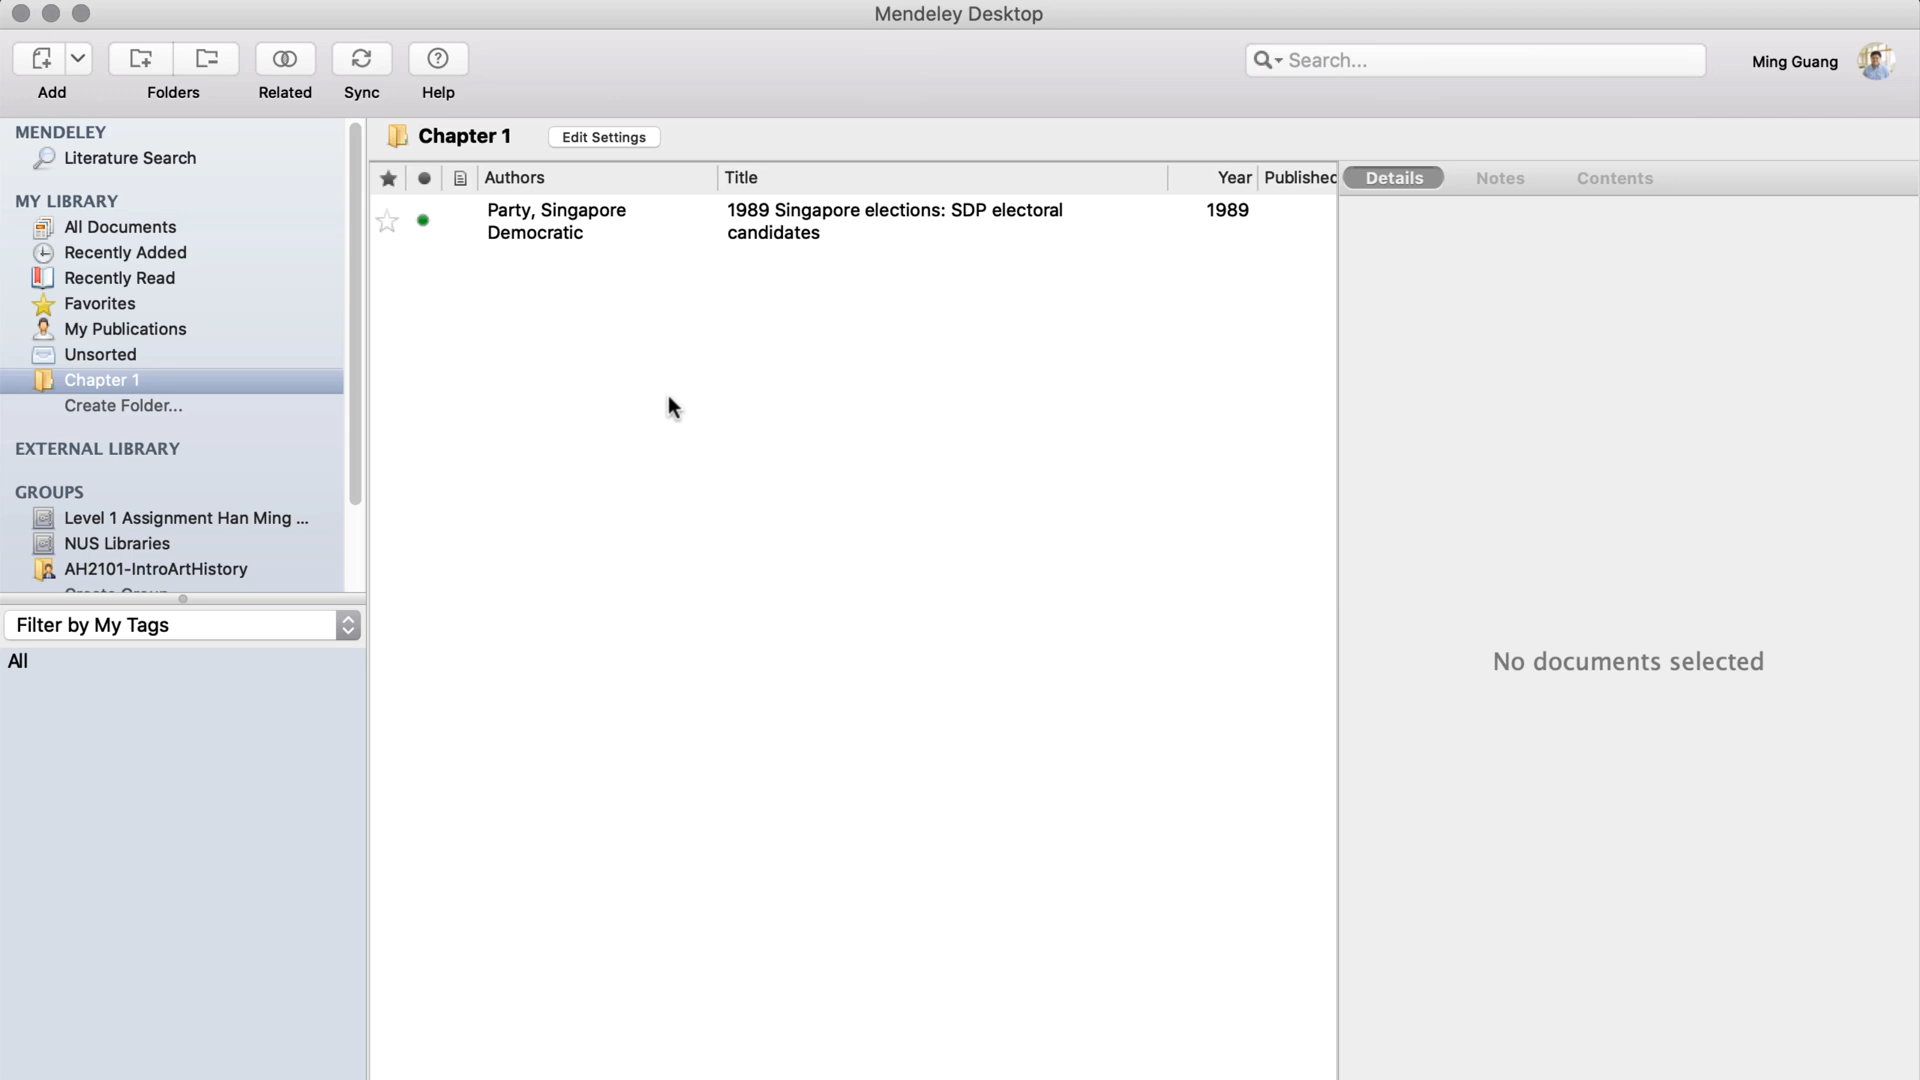 Mendeley Desktop
Search...
Ming Guang
Add
Folders
Related
Sync
Help
MENDELEY
Literature Search
MY LIBRARY
All Documents
Recently Added
Recently Read
Favorites
My Publications
Unsorted
Chapter 1
Create Folder...
EXTERNAL LIBRARY
GROUPS
Level 1 Assignment Han Ming ...
NUS Libraries
AH2101-IntroArtHistory
Create Group
Filter by My Tags
All
Chapter 1
Edit Settings
Authors
Title
Year
Published
Party, Singapore
Democratic
1989 Singapore elections: SDP electoral
candidates
1989
Details
Notes
Contents
No documents selected